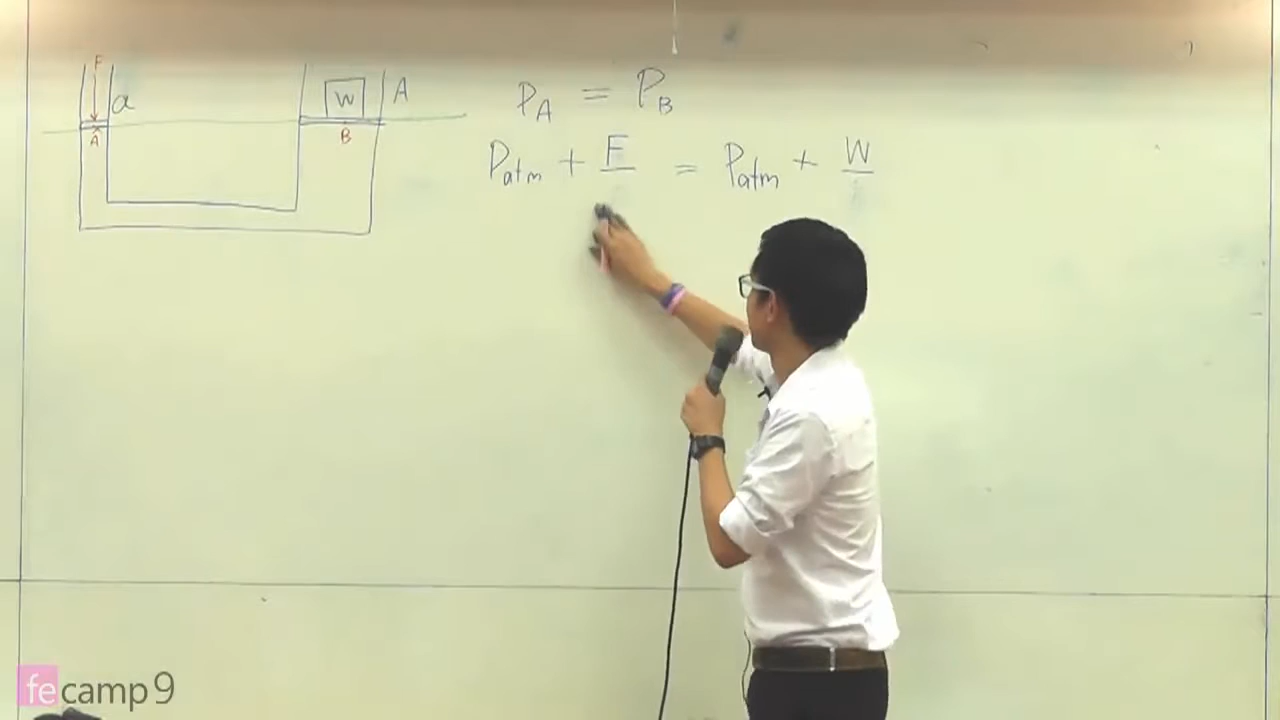 F
a
W
A
A
B
P_A = P_B
P_atm + F/ = P_atm + W/
fecamp9